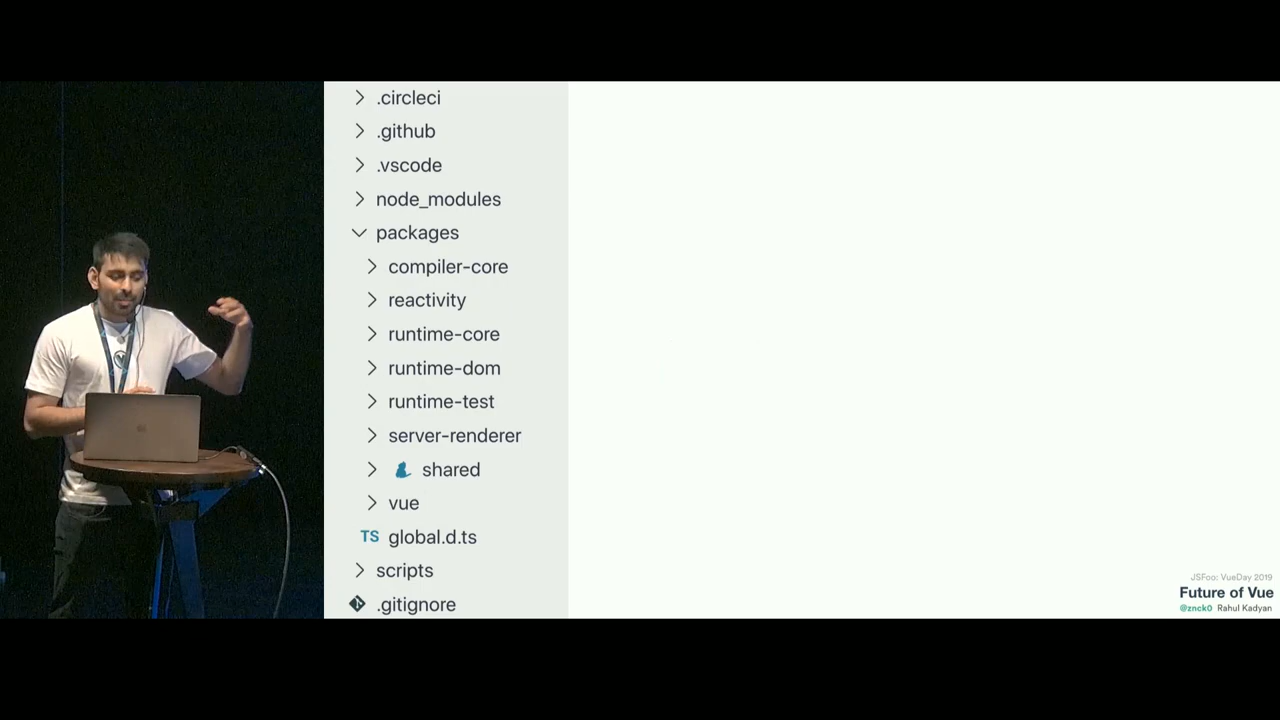 .circleci
.github
.vscode
node_modules
packages
compiler-core
reactivity
runtime-core
runtime-dom
runtime-test
server-renderer
shared
vue
TS global.d.ts
scripts
.gitignore
JSFoo: VueDay 2019
Future of Vue
@znck0 Rahul Kadyan